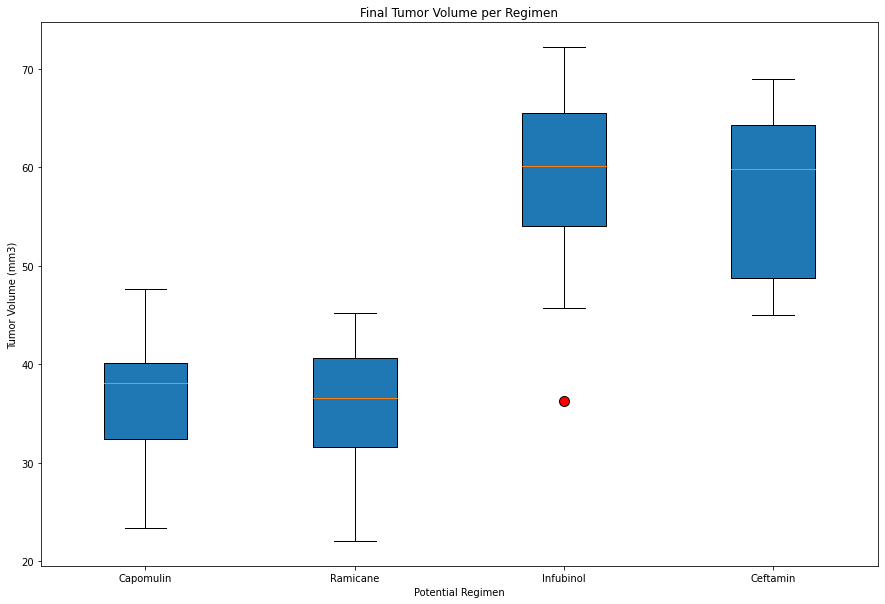 Final Tumor Volume per Regimen
Tumor Volume (mm3)
70
60
50
40
30
20
Capomulin
Ramicane
Infubinol
Ceftamin
Potential Regimen